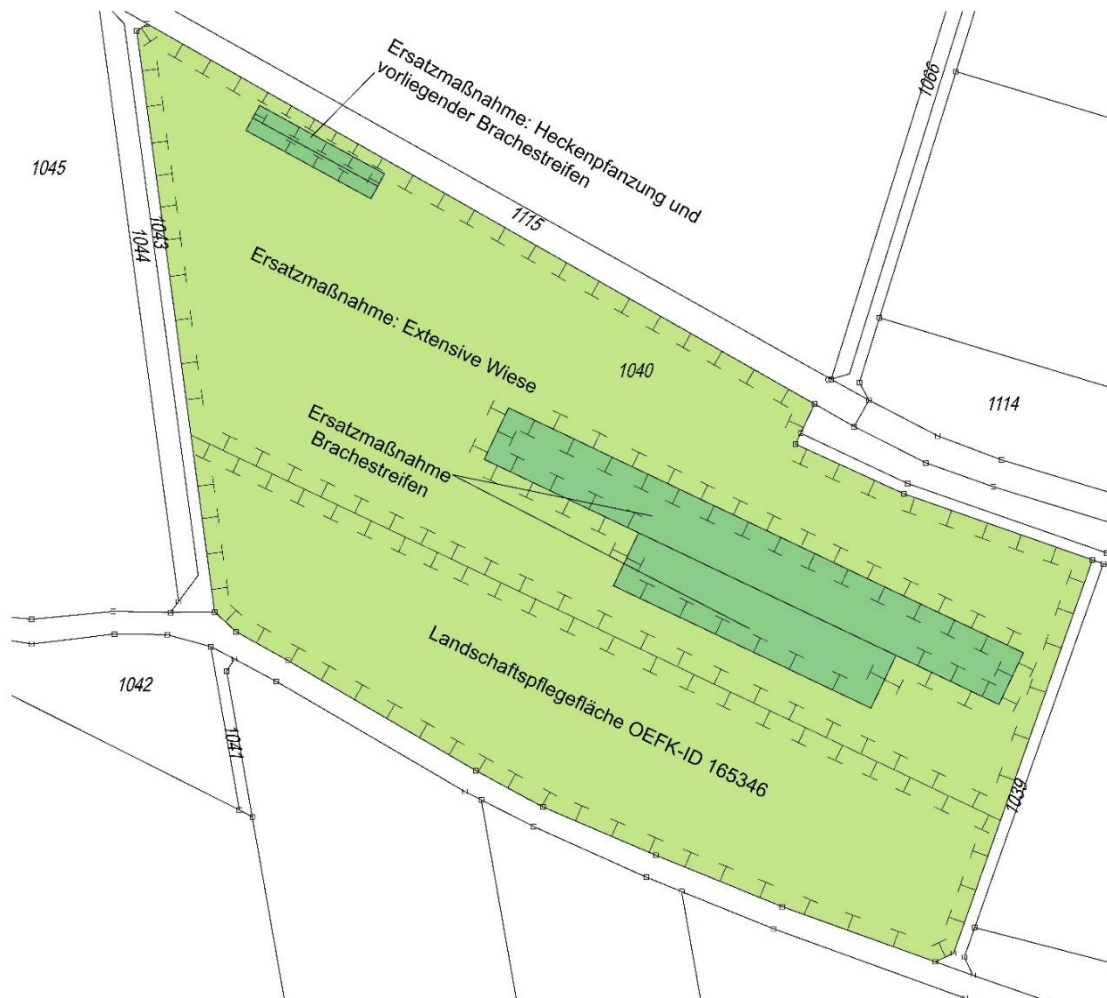 Ersatzmaßnahme: Heckenpfanzung und
vorliegender Brachestreifen
1066
1045
1115
1043
1044
Ersatzmaßnahme: Extensive Wiese
1040
1114
Ersatzmaßnahme
Brachestreifen
Landschaftspflegefläche OEFK-ID 165346
1042
1041
1039